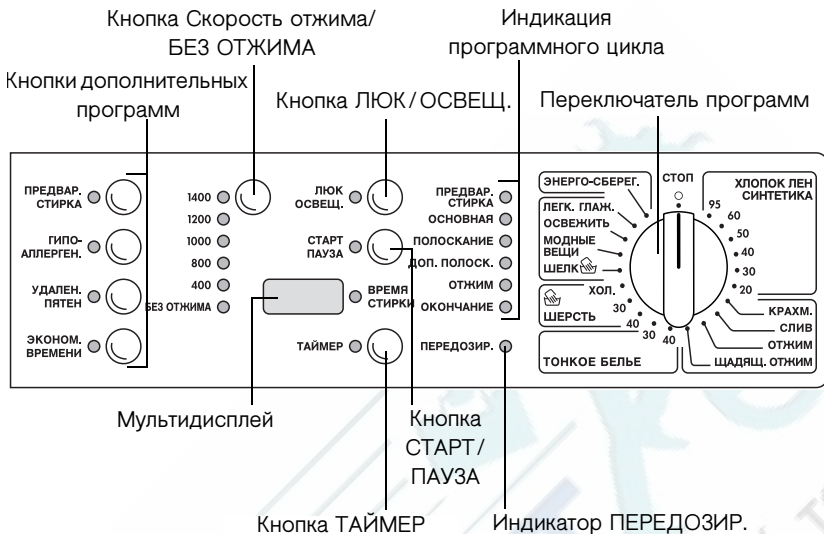 Кнопка Скорость отжима/
БЕЗ ОТЖИМА
Индикация
программного цикла
Кнопки дополнительных
программ
Кнопка ЛЮК/ОСВЕЩ.
Переключатель программ
ПРЕДВАР.
СТИРКА
ГИПО-
АЛЛЕРГЕН.
УДАЛЕН.
ПЯТЕН
ЭКОНОМ.
ВРЕМЕНИ
1400
1200
1000
800
400
БЕЗ ОТЖИМА
ЛЮК
ОСВЕЩ.
СТАРТ
ПАУЗА
ВРЕМЯ
СТИРКИ
ТАЙМЕР
ПРЕДВАР.
СТИРКА
ОСНОВНАЯ
ПОЛОСКАНИЕ
ДОП. ПОЛОСК.
ОТЖИМ
ОКОНЧАНИЕ
ПЕРЕДОЗИР.
ЭНЕРГО-СБЕРЕГ.
СТОП
ХЛОПОК ЛЕН
СИНТЕТИКА
ЛЕГК. ГЛАЖ.
ОСВЕЖИТЬ
МОДНЫЕ
ВЕЩИ
ШЕЛК
95
60
50
40
30
20
ХОЛ.
ШЕРСТЬ
30
40
30
40
ТОНКОЕ БЕЛЬЕ
КРАХМ.
СЛИВ
ОТЖИМ
ЩАДЯЩ. ОТЖИМ
Мультидисплей
Кнопка
СТАРТ/
ПАУЗА
Кнопка ТАЙМЕР
Индикатор ПЕРЕДОЗИР.